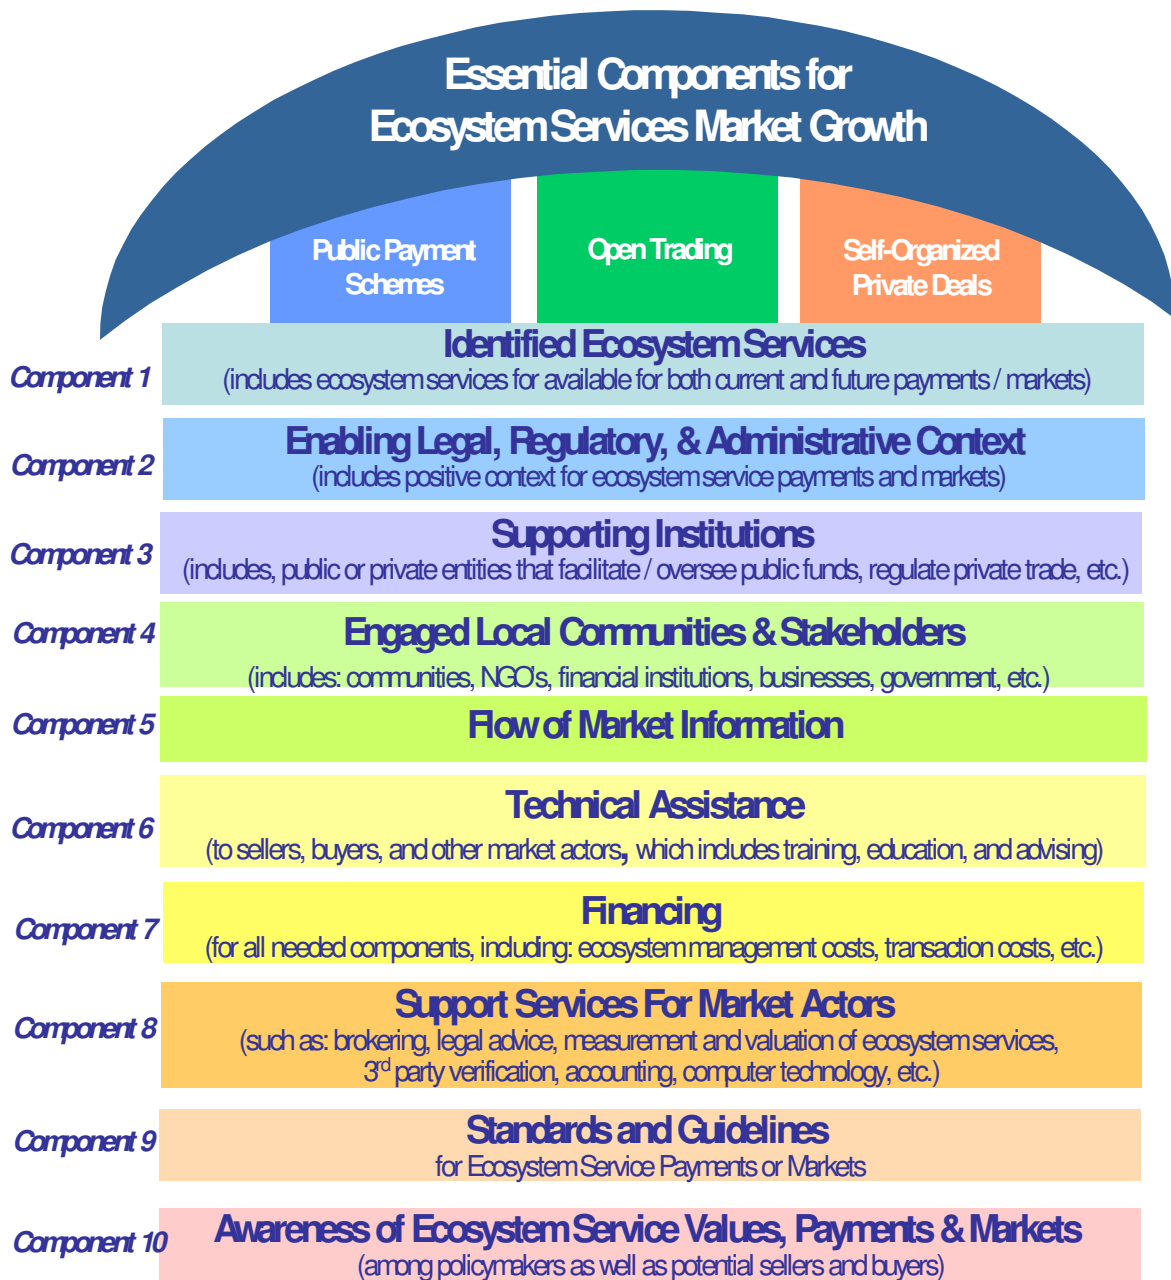 Essential Components for
Ecosystem Services Market Growth
Public Payment
Schemes
Open Trading
Self-Organized
Private Deals
Component 1
Identified Ecosystem Services
(includes ecosystem services for available for both current and future payments / markets)
Component 2
Enabling Legal, Regulatory, & Administrative Context
(includes positive context for ecosystem service payments and markets)
Component 3
Supporting Institutions
(includes, public or private entities that facilitate / oversee public funds, regulate private trade, etc.)
Component 4
Engaged Local Communities & Stakeholders
(includes: communities, NGO's, financial institutions, businesses, government, etc.)
Component 5
Flow of Market Information
Component 6
Technical Assistance
(to sellers, buyers, and other market actors, which includes training, education, and advising)
Component 7
Financing
(for all needed components, including: ecosystem management costs, transaction costs, etc.)
Component 8
Support Services For Market Actors
(such as: brokering, legal advice, measurement and valuation of ecosystem services,
3rd party verification, accounting, computer technology, etc.)
Component 9
Standards and Guidelines
for Ecosystem Service Payments or Markets
Component 10
Awareness of Ecosystem Service Values, Payments & Markets
(among policymakers as well as potential sellers and buyers)